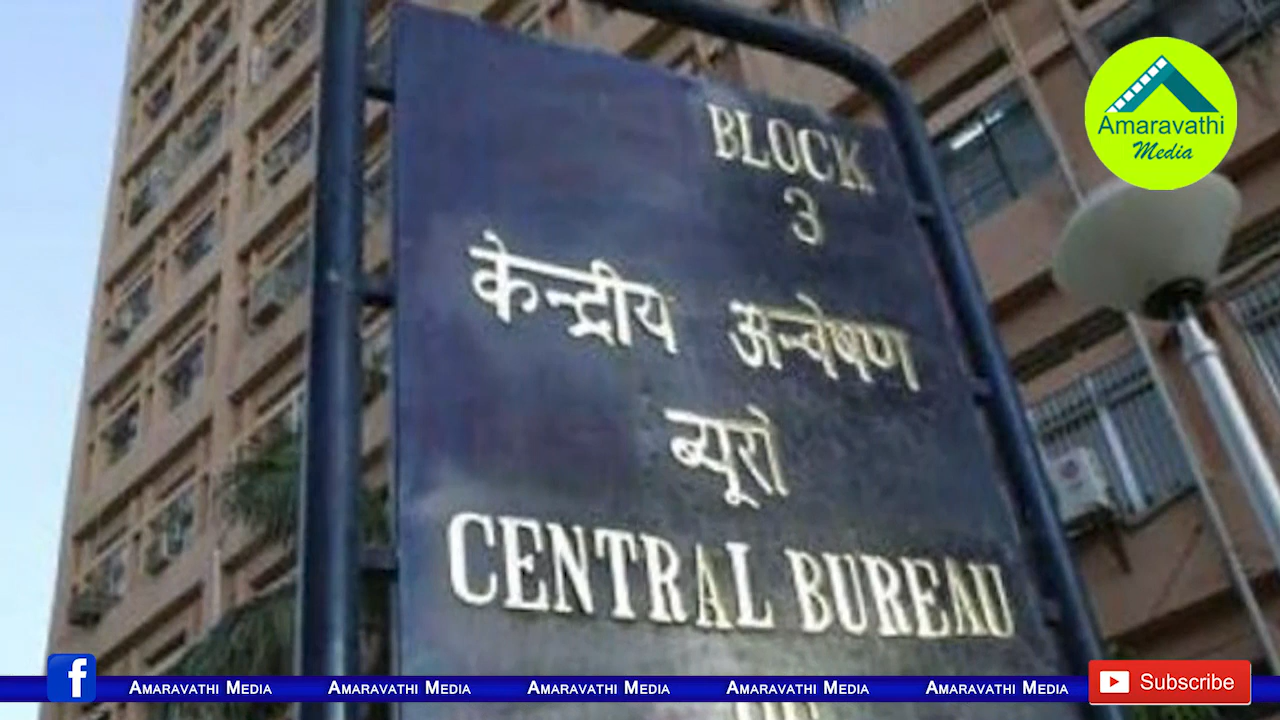 BLOCK
3
केन्द्रीय अन्वेषण
ब्यूरो
CENTRAL BUREAU
OF
Amaravathi
Media
f Amaravathi Media Amaravathi Media Amaravathi Media Amaravathi Media Amaravathi Media
Subscribe